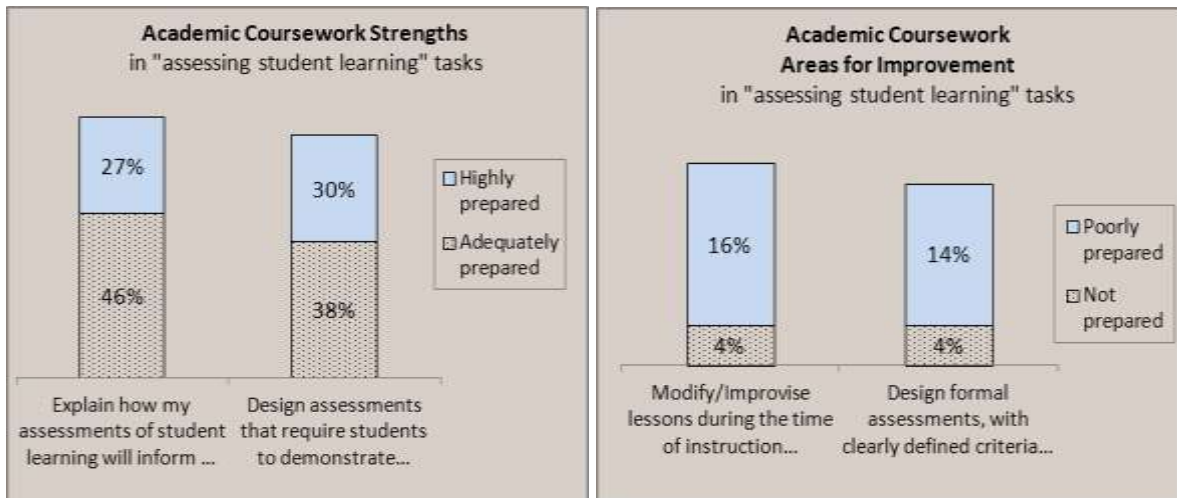 Academic Coursework Strengths
in "assessing student learning" tasks
27%
30%
46%
38%
Highly
prepared
Adequately
prepared
Explain how my
assessments of student
learning will inform ...
Design assessments
that require students
to demonstrate...
Academic Coursework
Areas for Improvement
in "assessing student learning" tasks
16%
14%
4%
4%
Poorly
prepared
Not
prepared
Modify/Improvise
lessons during the time
of instruction...
Design formal
assessments, with
clearly defined criteria...